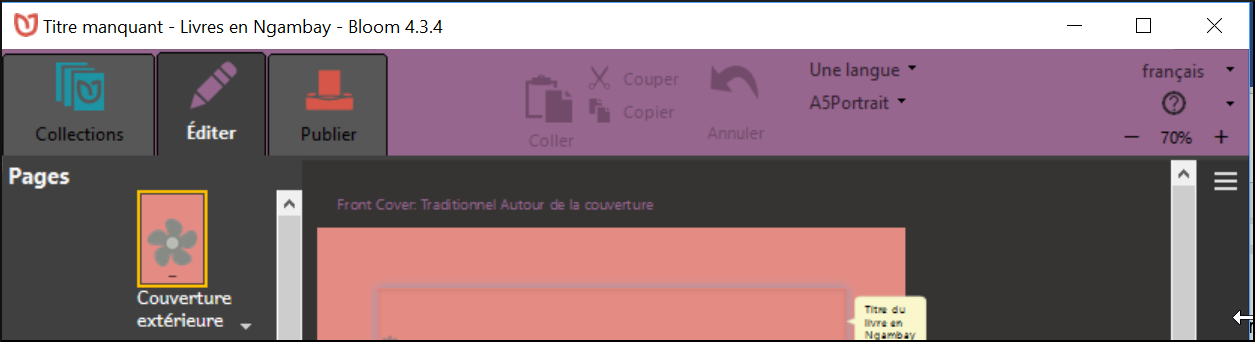 Titre manquant - Livres en Ngambay - Bloom 4.3.4
Collections
Éditer
Publier
Coller
Couper
Copier
Annuler
Une langue
A5Portrait
français
70%
Pages
Couverture
extérieure
Front Cover: Traditionnel Autour de la couverture
Titre du
livre en
Ngambay